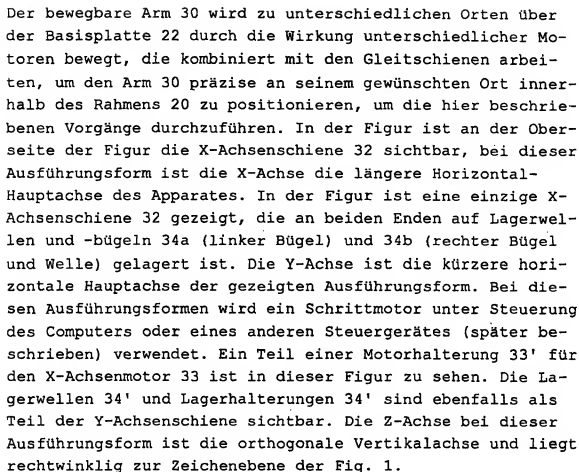 Der bewegbare Arm 30 wird zu unterschiedlichen Orten über
der Basisplatte 22 durch die Wirkung unterschiedlicher Mo-
toren bewegt, die kombiniert mit den Gleitschienen arbei-
ten, um den Arm 30 präzise an seinem gewünschten Ort inner-
halb des Rahmens 20 zu positionieren, um die hier beschrie-
benen Vorgänge durchzuführen. In der Figur ist an der Ober-
seite der Figur die X-Achsenschiene 32 sichtbar, bei dieser
Ausführungsform ist die X-Achse die längere Horizontal-
Hauptachse des Apparates. In der Figur ist eine einzige X-
Achsenschiene 32 gezeigt, die an beiden Enden auf Lagerwel-
len und -bügeln 34a (linker Bügel) und 34b (rechter Bügel
und Welle) gelagert ist. Die Y-Achse ist die kürzere hori-
zontale Hauptachse der gezeigten Ausführungsform. Bei die-
sen Ausführungsformen wird ein Schrittmotor unter Steuerung
des Computers oder eines anderen Steuergerätes (später be-
schrieben) verwendet. Ein Teil einer Motorhalterung 33' für
den X-Achsenmotor 33 ist in dieser Figur zu sehen. Die La-
gerwellen 34' und Lagerhalterungen 34' sind ebenfalls als
Teil der Y-Achsenschiene sichtbar. Die Z-Achse bei dieser
Ausführungsform ist die orthogonale Vertikalachse und liegt
rechtwinklig zur Zeichenebene der Fig. 1.